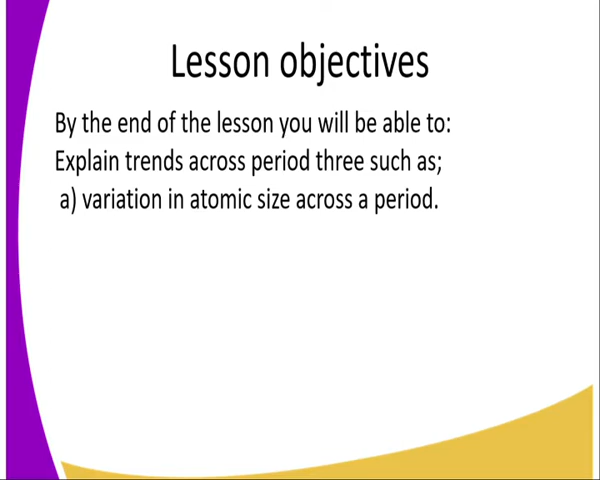 Lesson objectives
By the end of the lesson you will be able to:
Explain trends across period three such as;
a) variation in atomic size across a period.